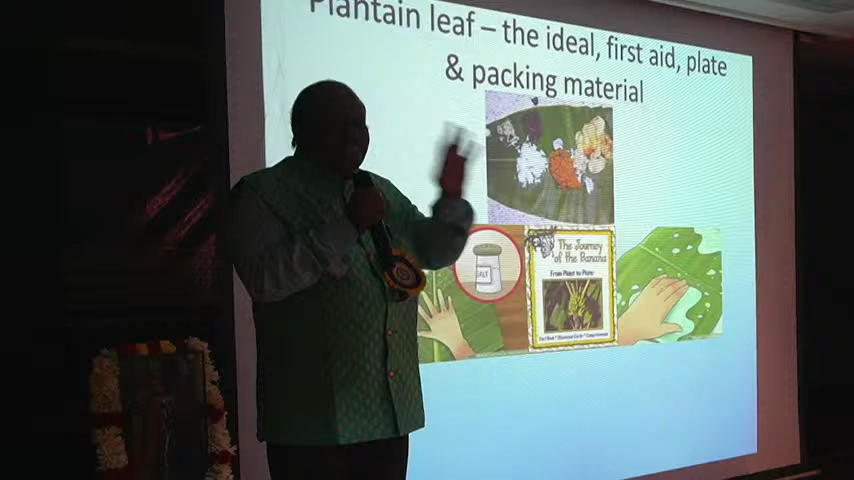 Plantain leaf – the ideal, first aid, plate
& packing material
SALT
The Journey
of the Banana
From Plant to Plate: